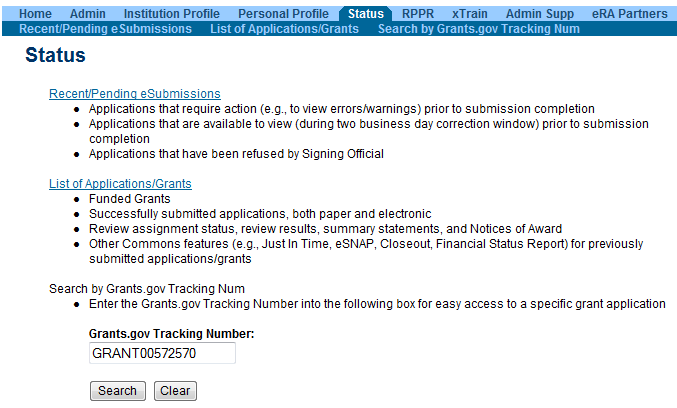 Home Admin Institution Profile Personal Profile Status RPPR xTrain Admin Supp eRA Partners
Recent/Pending eSubmissions List of Applications/Grants Search by Grants.gov Tracking Num
Status
Recent/Pending eSubmissions
• Applications that require action (e.g., to view errors/warnings) prior to submission completion
• Applications that are available to view (during two business day correction window) prior to submission
completion
• Applications that have been refused by Signing Official
List of Applications/Grants
• Funded Grants
• Successfully submitted applications, both paper and electronic
• Review assignment status, review results, summary statements, and Notices of Award
• Other Commons features (e.g., Just In Time, eSNAP, Closeout, Financial Status Report) for previously
submitted applications/grants
Search by Grants.gov Tracking Num
• Enter the Grants.gov Tracking Number into the following box for easy access to a specific grant application
Grants.gov Tracking Number:
GRANT00572570
Search Clear